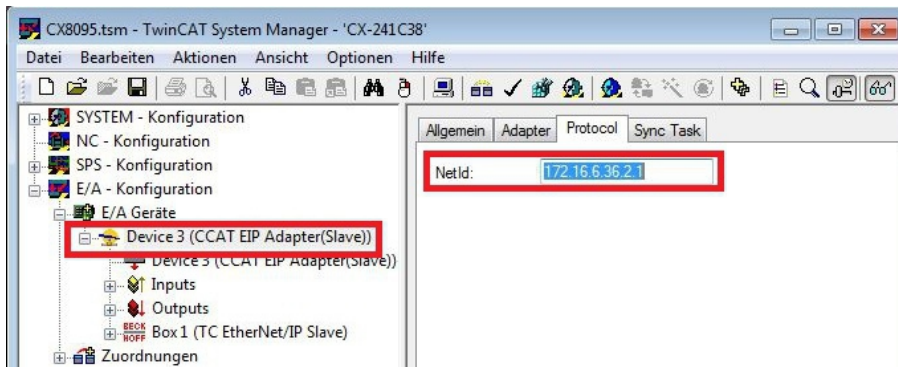 CX8095.tsm - TwinCAT System Manager - 'CX-241C38'
Datei Bearbeiten Aktionen Ansicht Optionen Hilfe
SYSTEM - Konfiguration
NC - Konfiguration
SPS - Konfiguration
E/A - Konfiguration
E/A Geräte
Device 3 (CCAT EIP Adapter(Slave))
Device 3 (CCAT EIP Adapter(Slave))
Inputs
Outputs
BECK
HOFF
Box 1 (TC EtherNet/IP Slave)
Zuordnungen
Allgemein Adapter Protocol Sync Task
NetId: 172.16.6.36.2.1